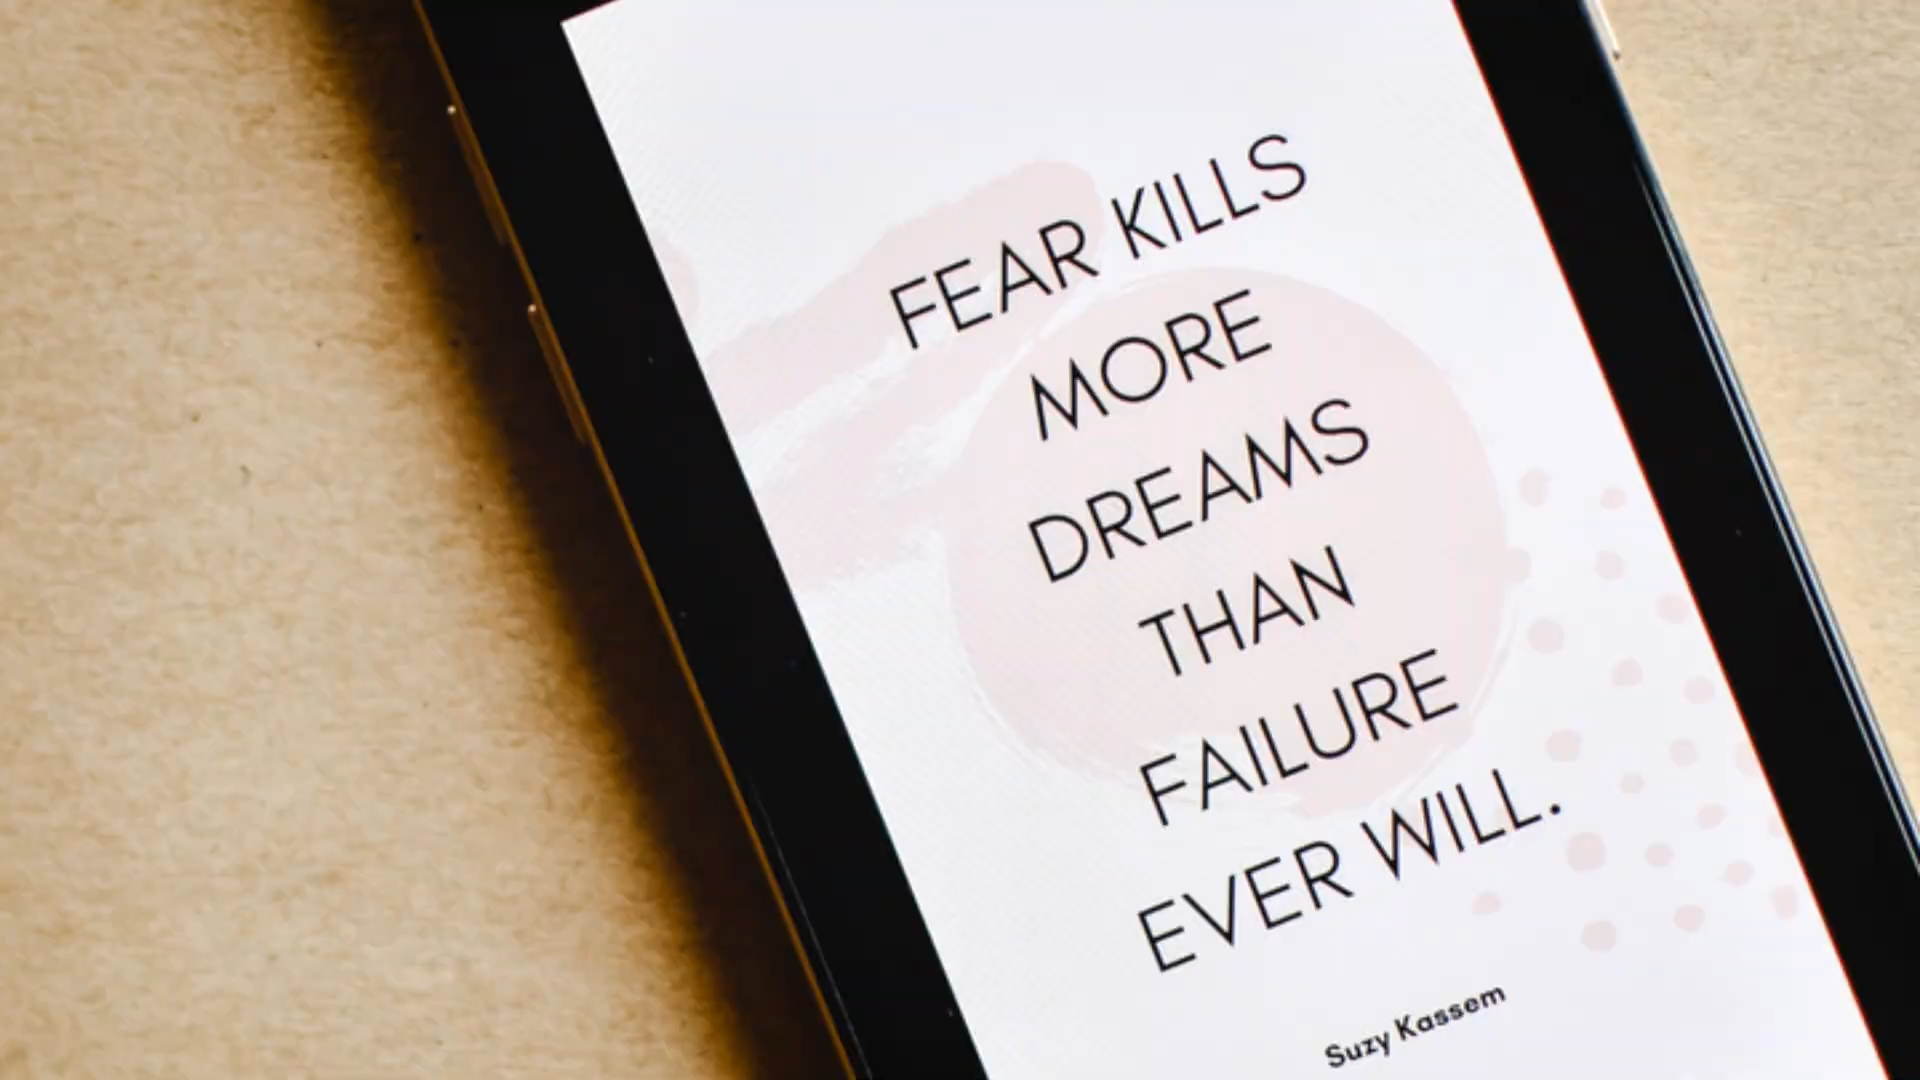 FEAR KILLS
MORE
DREAMS
THAN
FAILURE
EVER WILL.
Suzy Kassem